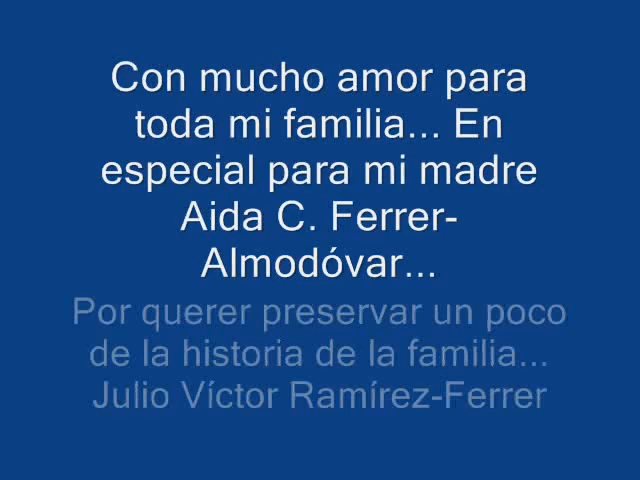 Con mucho amor para
toda mi familia... En
especial para mi madre
Aida C. Ferrer-
Almodóvar...
Por querer preservar un poco
de la historia de la familia...
Julio Víctor Ramírez-Ferrer